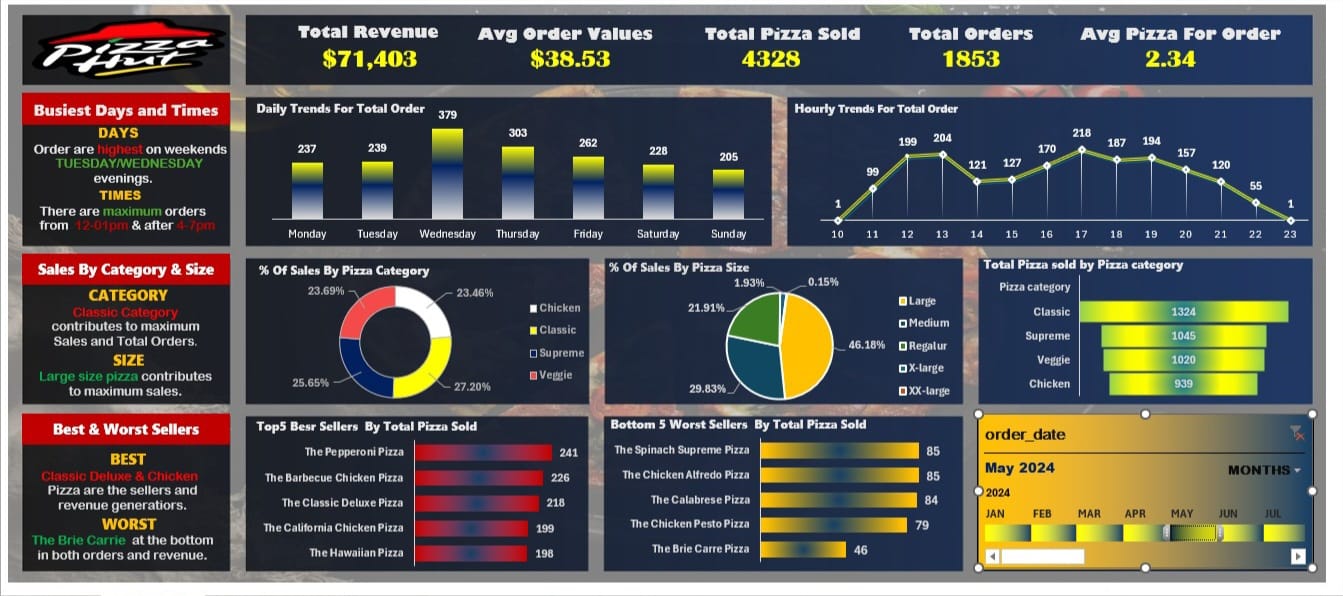 Pizza
Hut
Total Revenue
$71,403
Avg Order Values
$38.53
Total Pizza Sold
4328
Total Orders
1853
Avg Pizza For Order
2.34
Busiest Days and Times
DAYS
Order are highest on weekends
TUESDAY/WEDNESDAY
evenings.
TIMES
There are maximum orders
from 12-01pm & after 4-7pm
Daily Trends For Total Order
237
239
379
303
262
228
205
Monday
Tuesday
Wednesday
Thursday
Friday
Saturday
Sunday
Hourly Trends For Total Order
1
99
199
204
121
127
170
218
187
194
157
120
55
1
10
11
12
13
14
15
16
17
18
19
20
21
22
23
Sales By Category & Size
CATEGORY
Classic Category
contributes to maximum
Sales and Total Orders.
SIZE
Large size pizza contributes
to maximum sales.
% Of Sales By Pizza Category
23.69%
23.46%
25.65%
27.20%
Chicken
Classic
Supreme
Veggie
% Of Sales By Pizza Size
1.93%
0.15%
21.91%
46.18%
29.83%
Large
Medium
Regalur
X-large
XX-large
Total Pizza sold by Pizza category
Pizza category
Classic 1324
Supreme 1045
Veggie 1020
Chicken 939
Best & Worst Sellers
BEST
Classic Deluxe & Chicken
Pizza are the sellers and
revenue generatiors.
WORST
The Brie Carrie at the bottom
in both orders and revenue.
Top5 Besr Sellers By Total Pizza Sold
The Pepperoni Pizza 241
The Barbecue Chicken Pizza 226
The Classic Deluxe Pizza 218
The California Chicken Pizza 199
The Hawaiian Pizza 198
Bottom 5 Worst Sellers By Total Pizza Sold
The Spinach Supreme Pizza 85
The Chicken Alfredo Pizza 85
The Calabrese Pizza 84
The Chicken Pesto Pizza 79
The Brie Carre Pizza 46
order_date
May 2024 MONTHS
2024
JAN FEB MAR APR MAY JUN JUL